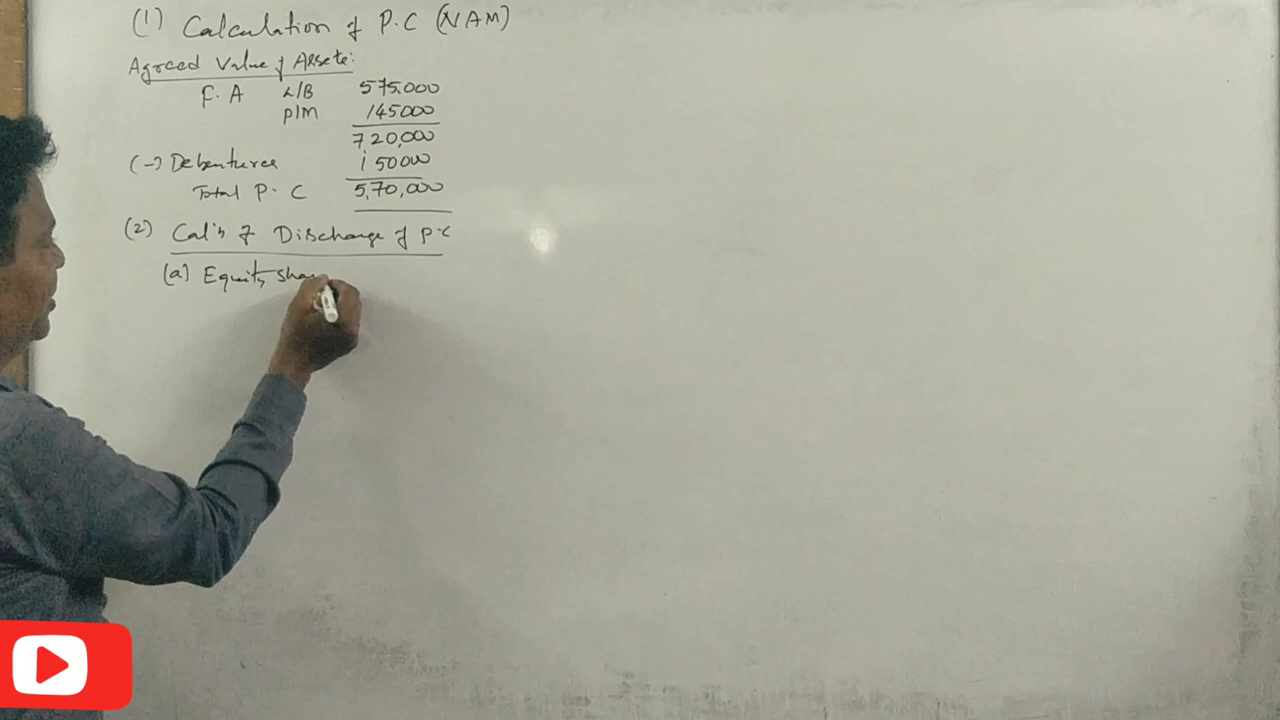 (1) Calculation of P.C (NAM)
Agreed Value of Assets:
F.A L/B 575000
P/M 145000
720,000
(-) Debentures 150000
Total P.C 5,70,000
(2) Cal'n of Discharge of P.C
(a) Equity Shar